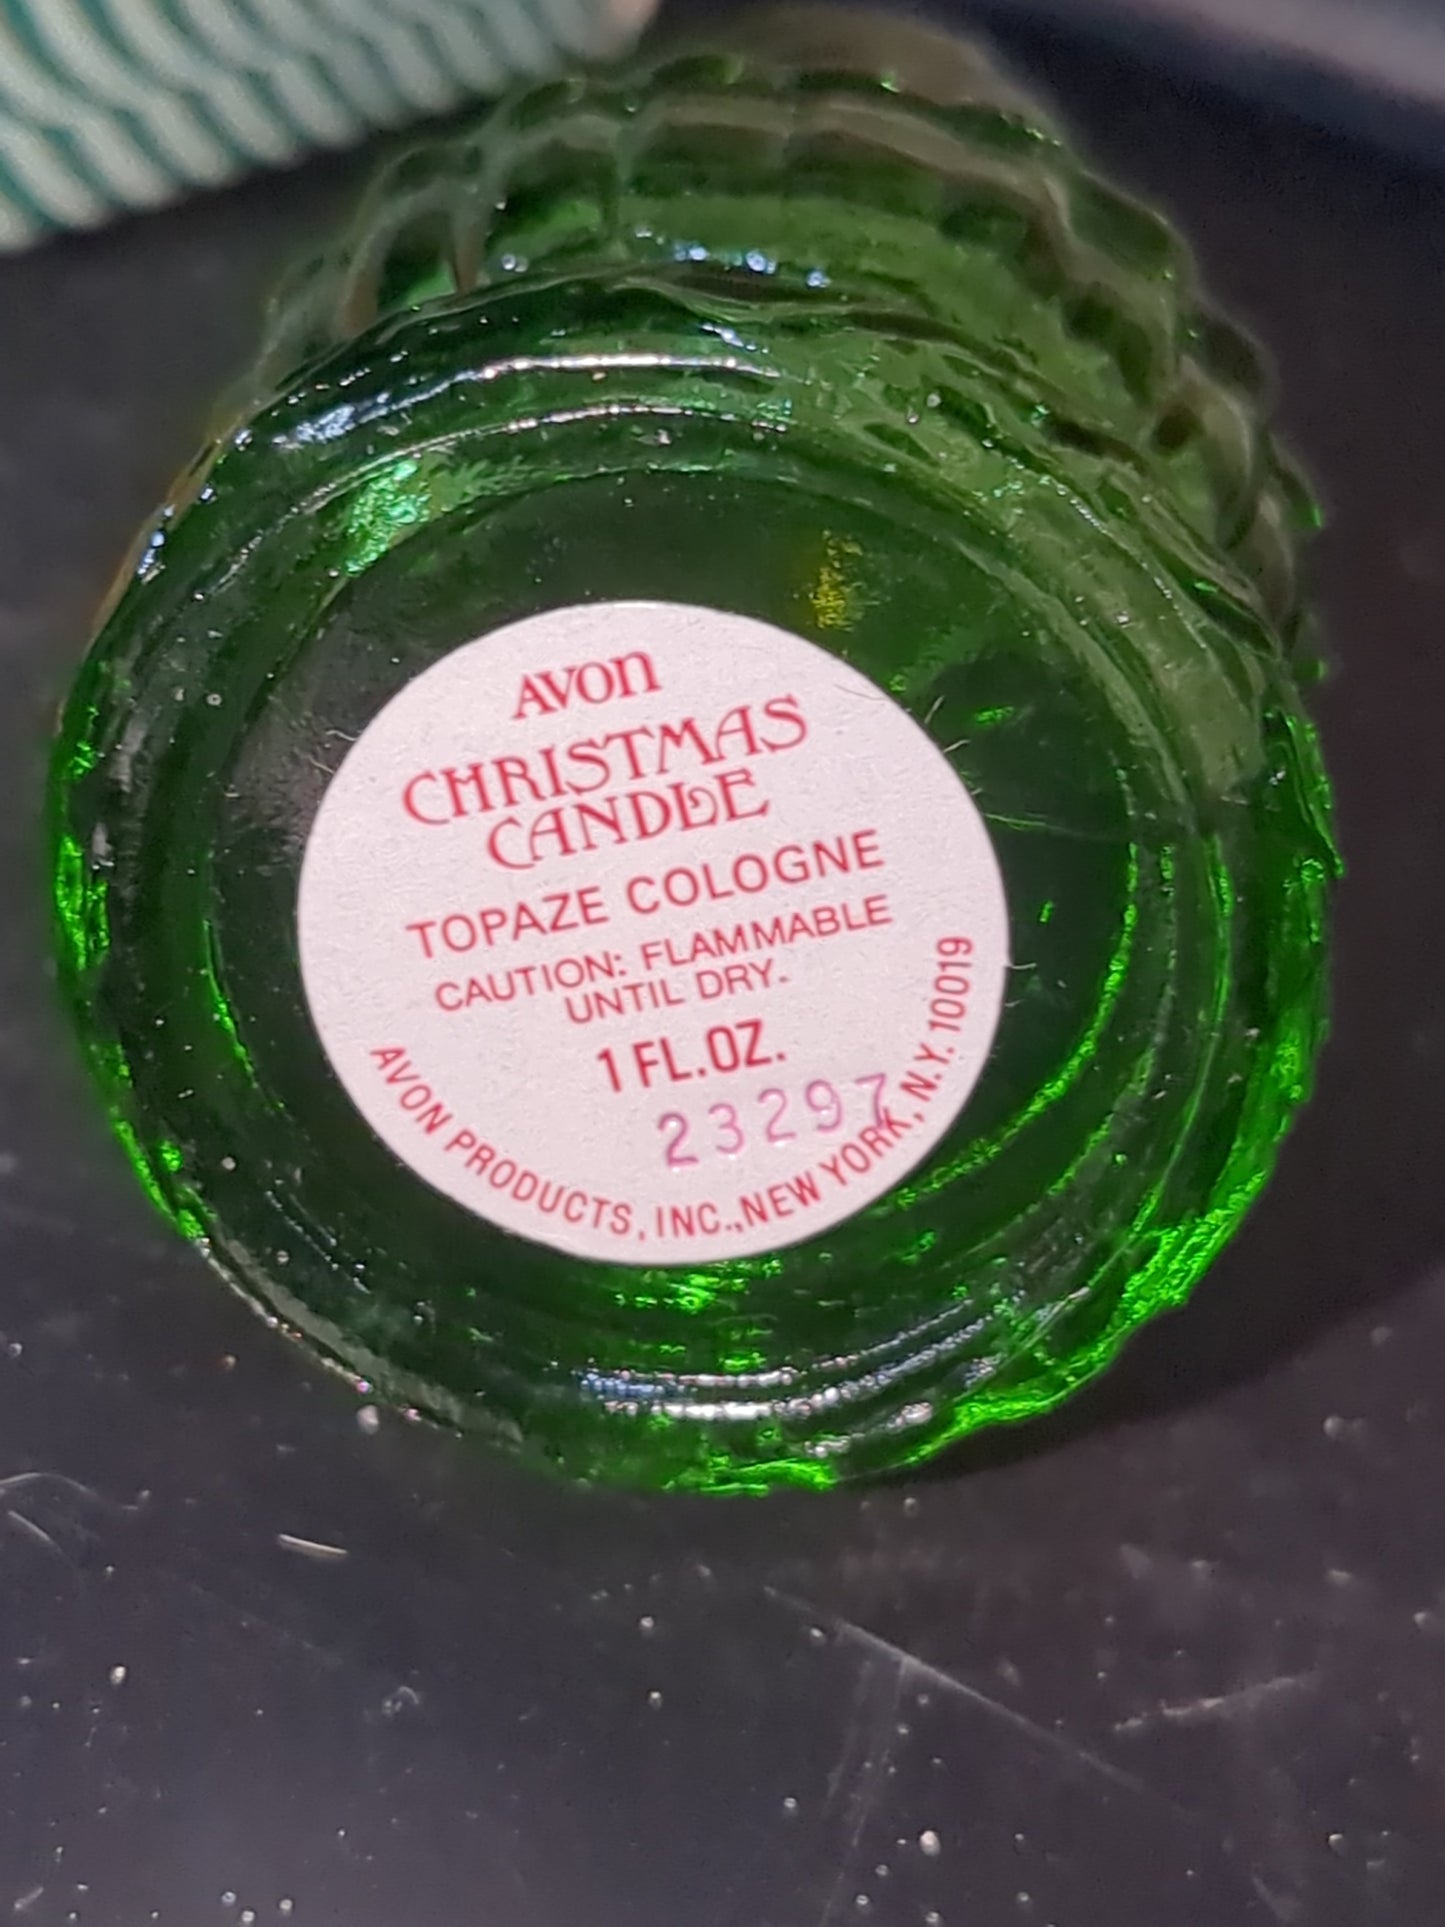 AVON
CHRISTMAS
CANDLE
TOPAZE COLOGNE
CAUTION: FLAMMABLE
UNTIL DRY.
1 FL.OZ.
23297
AVON PRODUCTS, INC., NEW YORK, N.Y. 10019